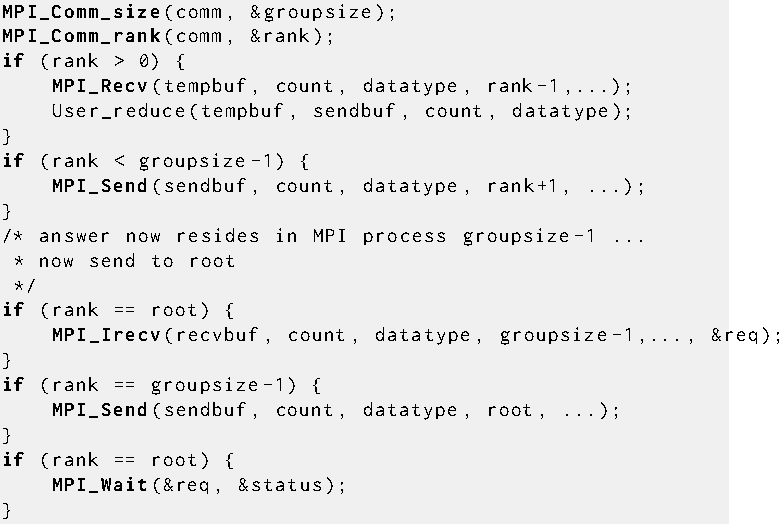 MPI_Comm_size(comm, &groupsize);
MPI_Comm_rank(comm, &rank);
if (rank > 0) {
    MPI_Recv(tempbuf, count, datatype, rank-1,...);
    User_reduce(tempbuf, sendbuf, count, datatype);
}
if (rank < groupsize-1) {
    MPI_Send(sendbuf, count, datatype, rank+1, ...);
}
/* answer now resides in MPI process groupsize-1 ...
 * now send to root
 */
if (rank == root) {
    MPI_Irecv(recvbuf, count, datatype, groupsize-1,..., &req);
}
if (rank == groupsize-1) {
    MPI_Send(sendbuf, count, datatype, root, ...);
}
if (rank == root) {
    MPI_Wait(&req, &status);
}